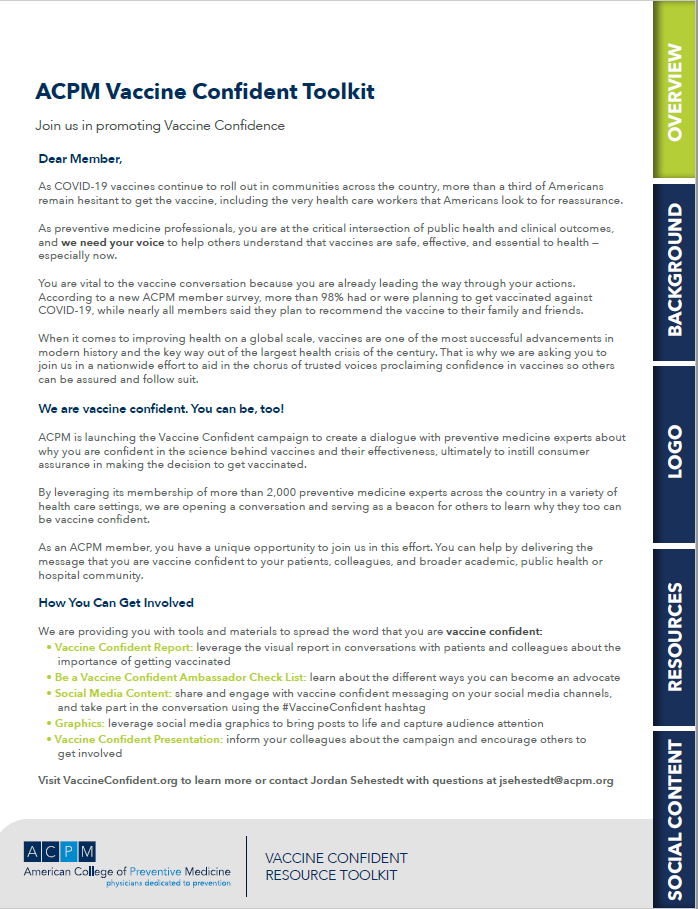 ACPM Vaccine Confident Toolkit
Join us in promoting Vaccine Confidence
Dear Member,
As COVID-19 vaccines continue to roll out in communities across the country, more than a third of Americans
remain hesitant to get the vaccine, including the very health care workers that Americans look to for reassurance.
As preventive medicine professionals, you are at the critical intersection of public health and clinical outcomes,
and we need your voice to help others understand that vaccines are safe, effective, and essential to health –
especially now.
You are vital to the vaccine conversation because you are already leading the way through your actions.
According to a new ACPM member survey, more than 98% had or were planning to get vaccinated against
COVID-19, while nearly all members said they plan to recommend the vaccine to their family and friends.
When it comes to improving health on a global scale, vaccines are one of the most successful advancements in
modern history and the key way out of the largest health crisis of the century. That is why we are asking you to
join us in a nationwide effort to aid in the chorus of trusted voices proclaiming confidence in vaccines so others
can be assured and follow suit.
We are vaccine confident. You can be, too!
ACPM is launching the Vaccine Confident campaign to create a dialogue with preventive medicine experts about
why you are confident in the science behind vaccines and their effectiveness, ultimately to instill consumer
assurance in making the decision to get vaccinated.
By leveraging its membership of more than 2,000 preventive medicine experts across the country in a variety of
health care settings, we are opening a conversation and serving as a beacon for others to learn why they too can
be vaccine confident.
As an ACPM member, you have a unique opportunity to join us in this effort. You can help by delivering the
message that you are vaccine confident to your patients, colleagues, and broader academic, public health or
hospital community.
How You Can Get Involved
We are providing you with tools and materials to spread the word that you are vaccine confident:
• Vaccine Confident Report: leverage the visual report in conversations with patients and colleagues about the
importance of getting vaccinated
• Be a Vaccine Confident Ambassador Check List: learn about the different ways you can become an advocate
• Social Media Content: share and engage with vaccine confident messaging on your social media channels,
and take part in the conversation using the #VaccineConfident hashtag
• Graphics: leverage social media graphics to bring posts to life and capture audience attention
• Vaccine Confident Presentation: inform your colleagues about the campaign and encourage others to
get involved
Visit VaccineConfident.org to learn more or contact Jordan Sehestedt with questions at jsehestedt@acpm.org
ACPM
American College of Preventive Medicine
physicians dedicated to prevention
VACCINE CONFIDENT
RESOURCE TOOLKIT
OVERVIEW
BACKGROUND
LOGO
RESOURCES
SOCIAL CONTENT